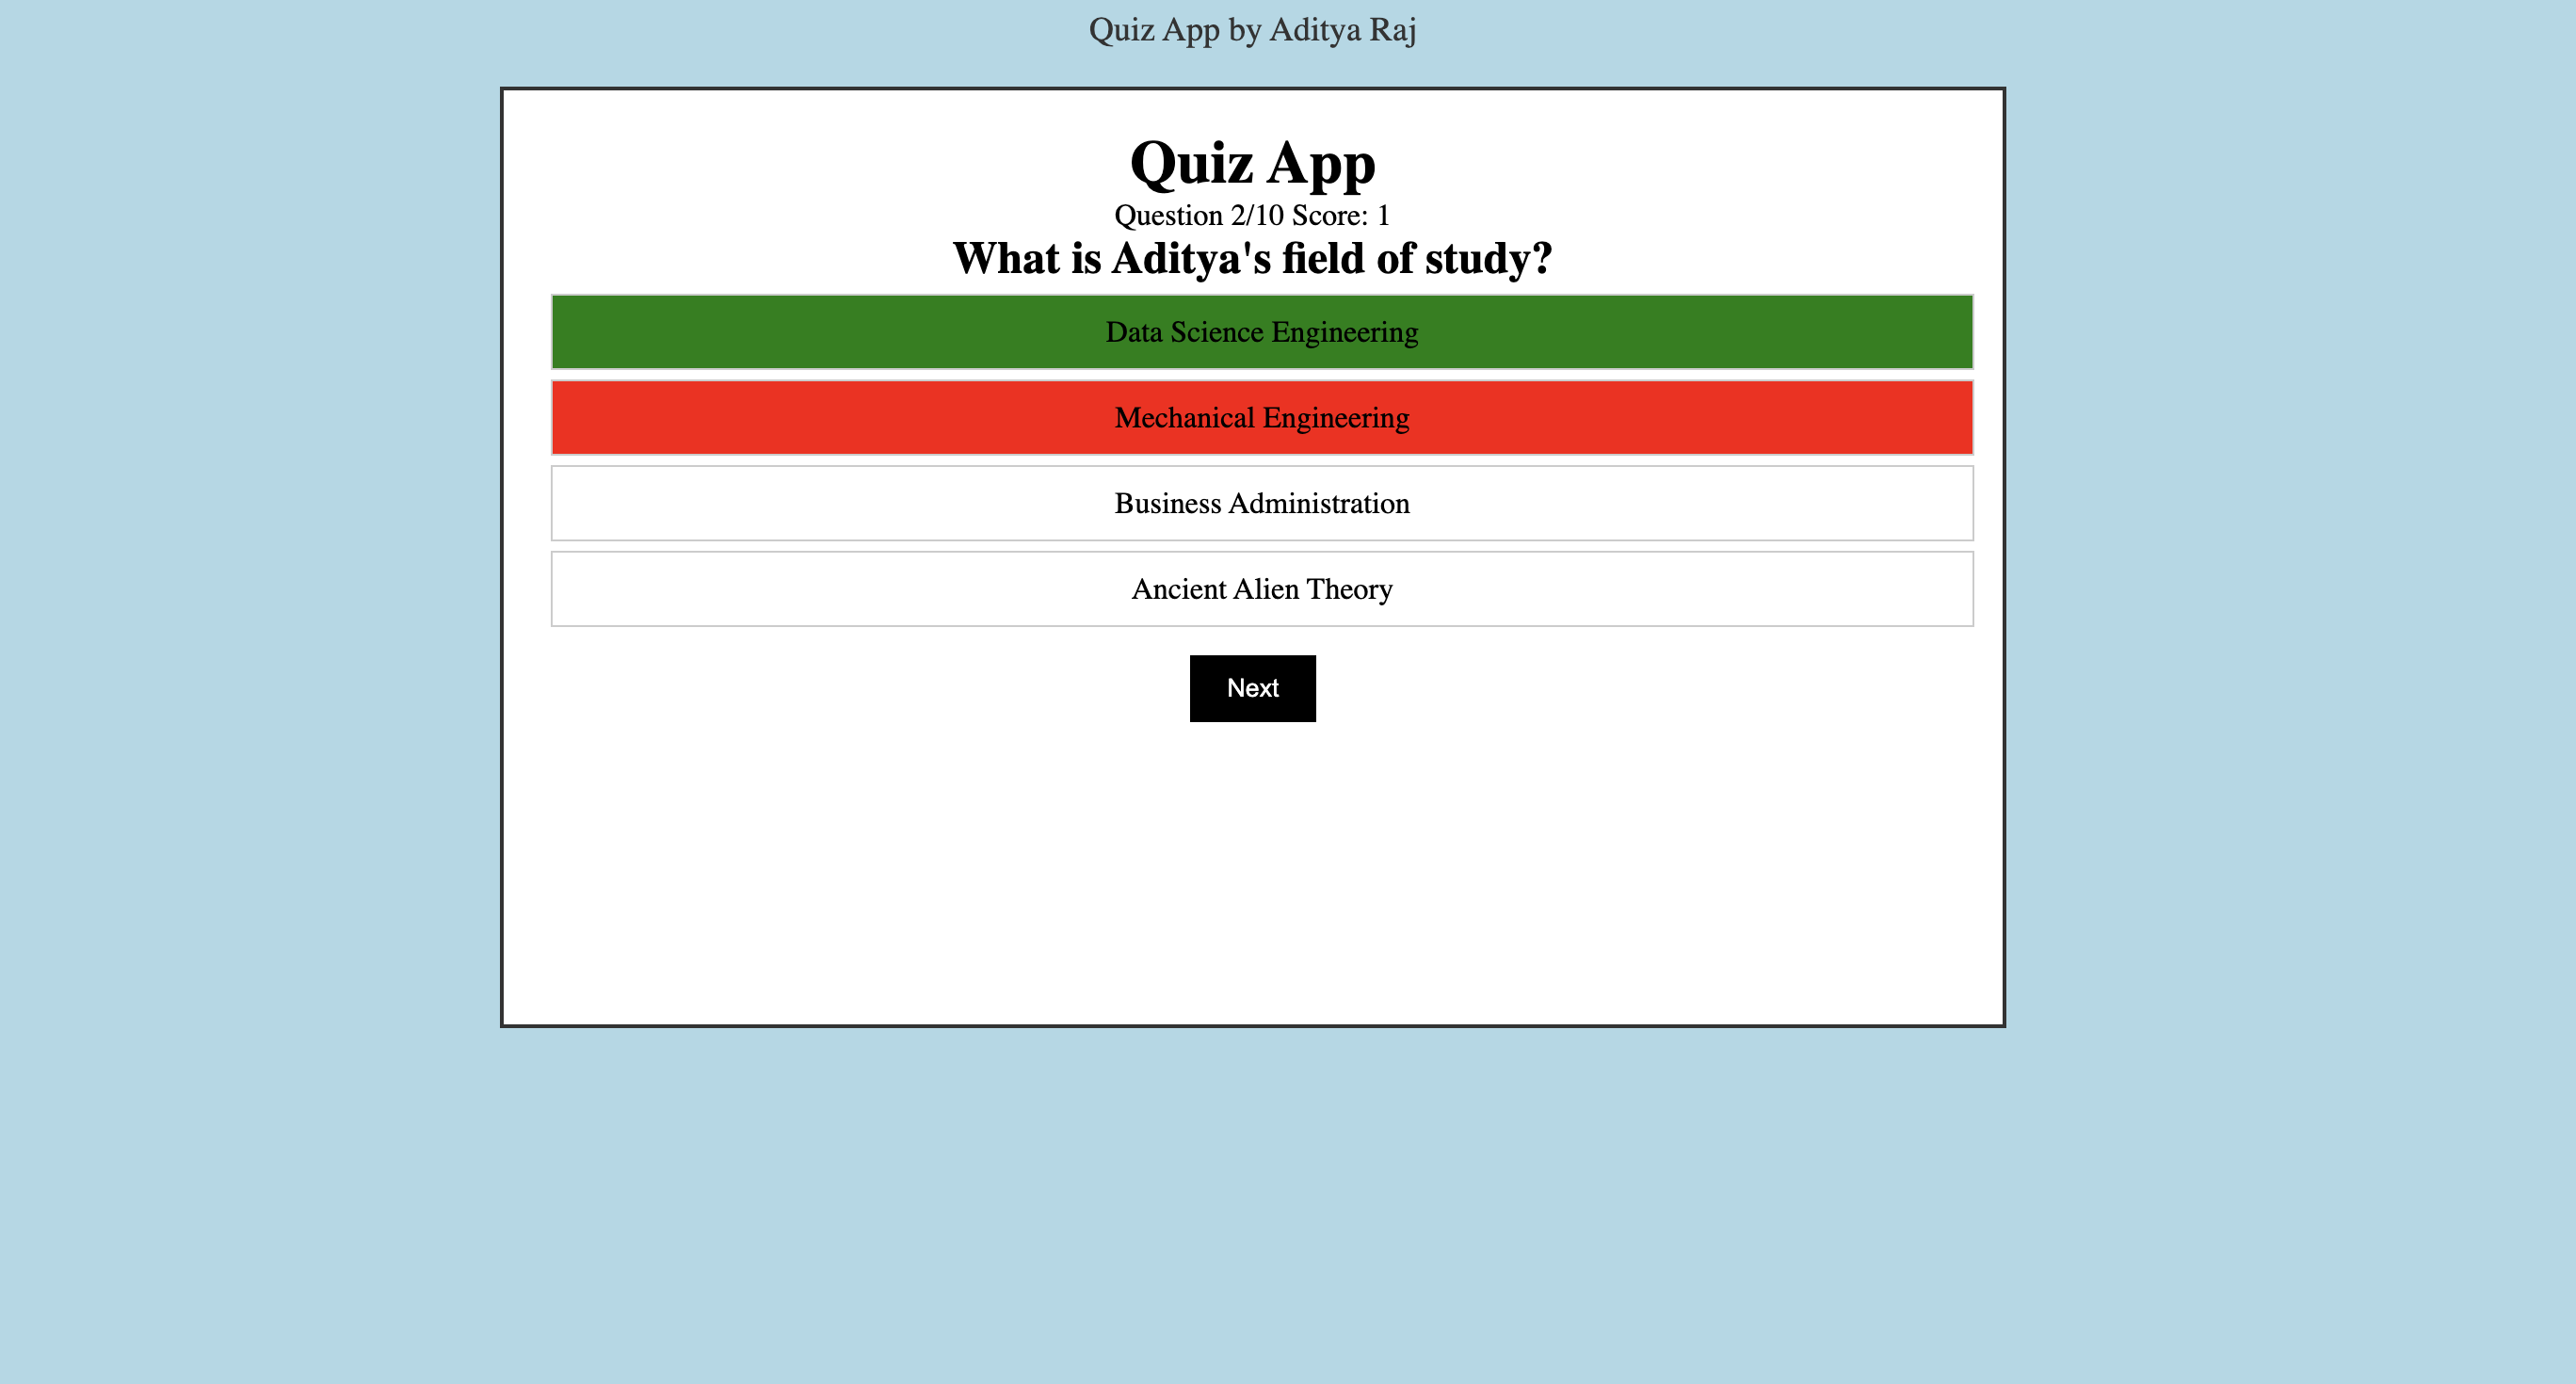 Quiz App by Aditya Raj
Quiz App
Question 2/10 Score: 1
What is Aditya's field of study?
Data Science Engineering
Mechanical Engineering
Business Administration
Ancient Alien Theory
Next